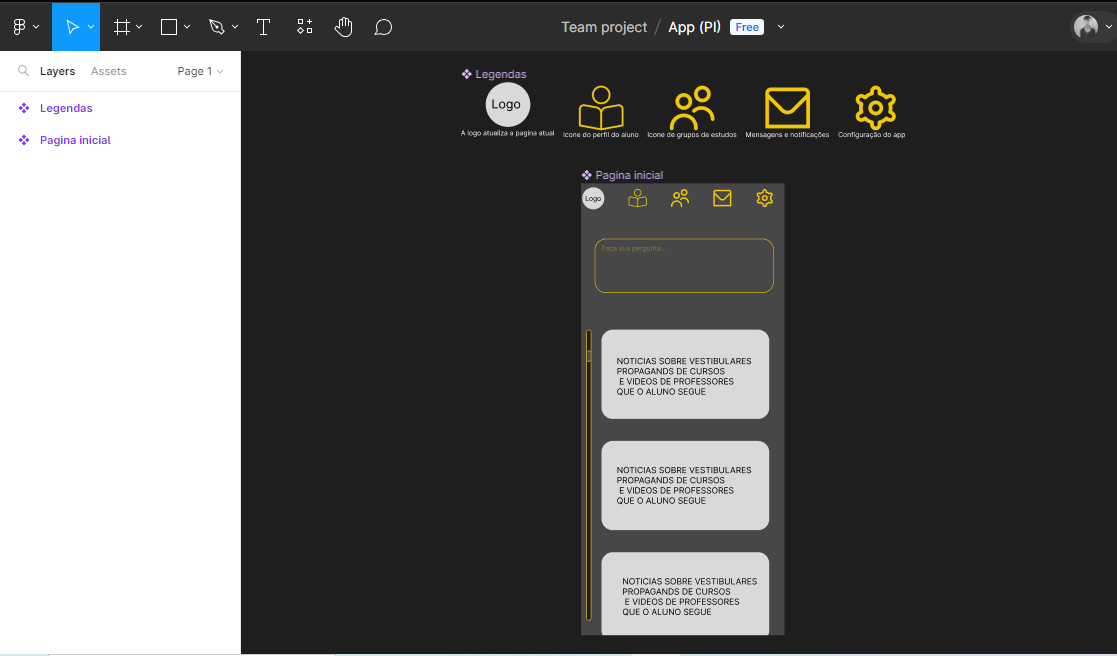 Team project / App (PI) Free
Layers Assets Page 1
Legendas
Pagina inicial
Legendas
Logo
A logo atualiza a pagina atual
Icone do perfil do aluno
Icone de grupos de estudos
Mensagens e notificações
Configuração do app
Pagina inicial
Logo
Faça sua pergunta...
NOTICIAS SOBRE VESTIBULARES
PROPAGANDS DE CURSOS
E VIDEOS DE PROFESSORES
QUE O ALUNO SEGUE
NOTICIAS SOBRE VESTIBULARES
PROPAGANDS DE CURSOS
E VIDEOS DE PROFESSORES
QUE O ALUNO SEGUE
NOTICIAS SOBRE VESTIBULARES
PROPAGANDS DE CURSOS
E VIDEOS DE PROFESSORES
QUE O ALUNO SEGUE